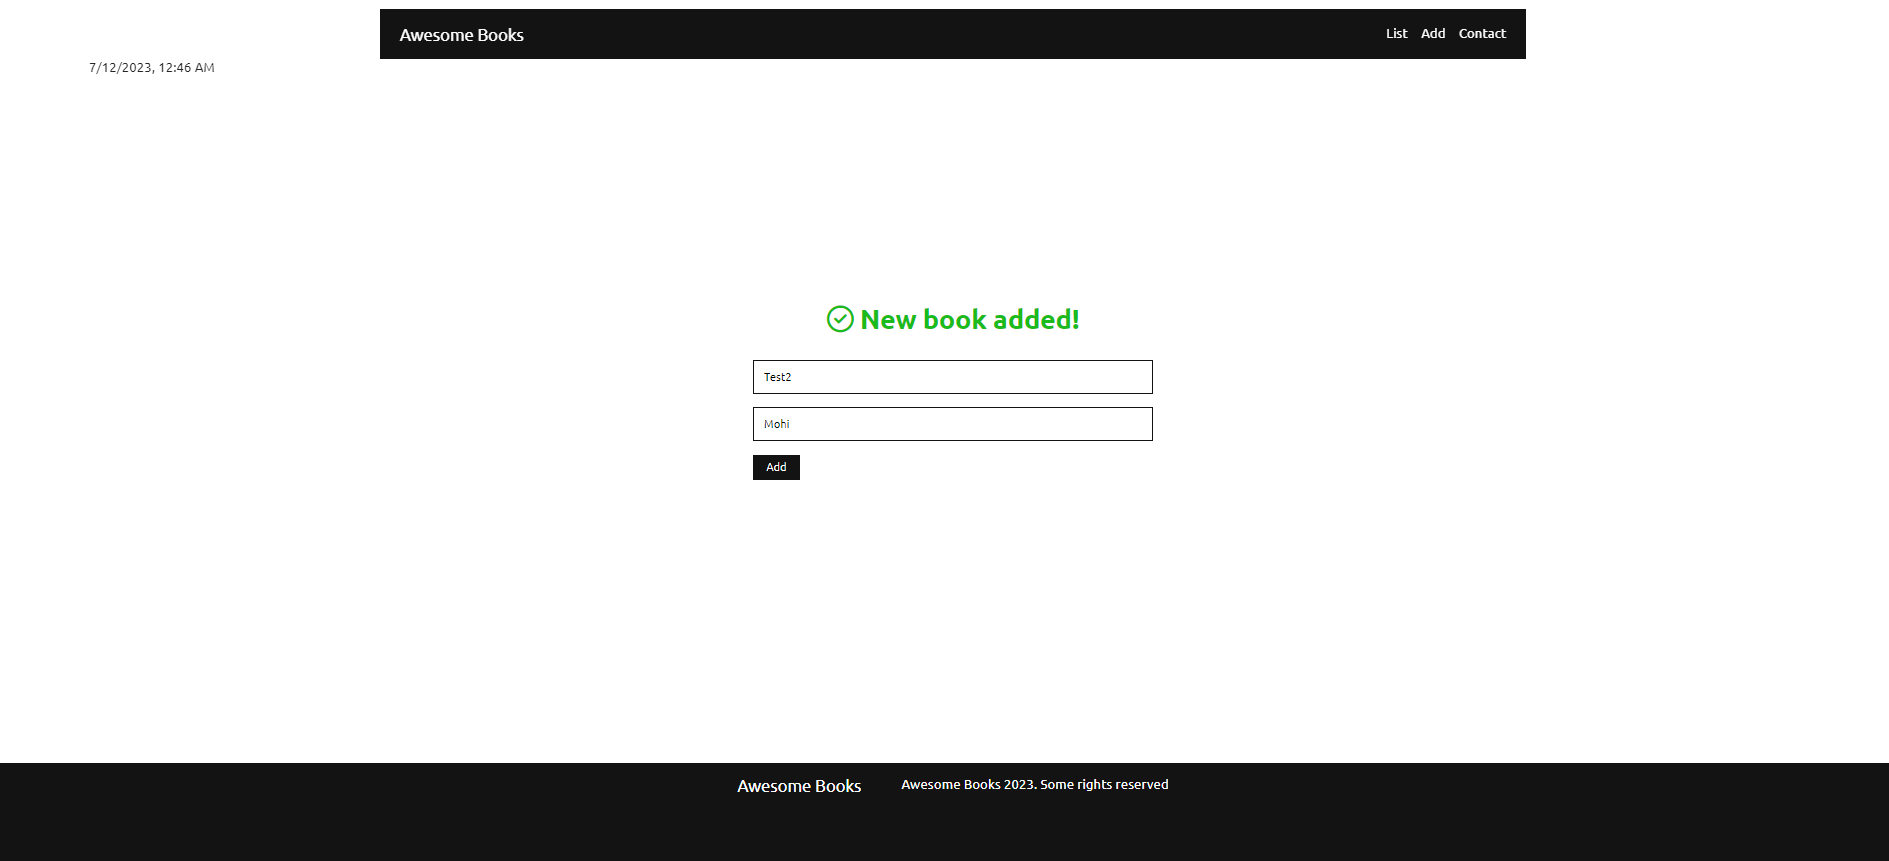 Awesome Books
List Add Contact
7/12/2023, 12:46 AM
New book added!
Test2
Mohi
Add
Awesome Books
Awesome Books 2023. Some rights reserved